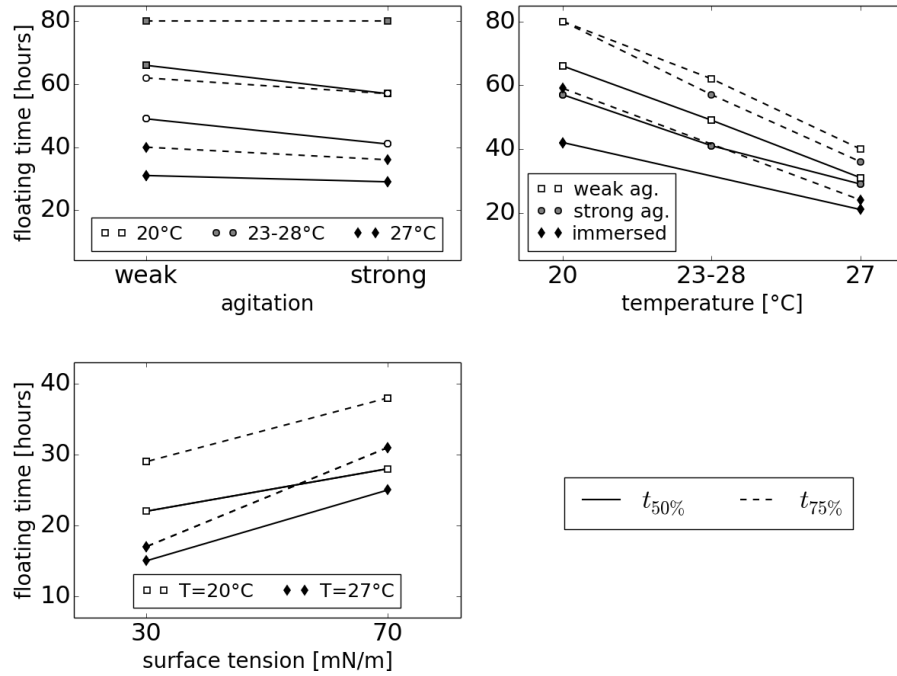 80
60
40
20
floating time [hours]
20°C 23-28°C 27°C
weak strong
agitation
80
60
40
20
weak ag.
strong ag.
immersed
20 23-28 27
temperature [°C]
40
30
20
10
floating time [hours]
T=20°C T=27°C
30 70
surface tension [mN/m]
t50% t75%